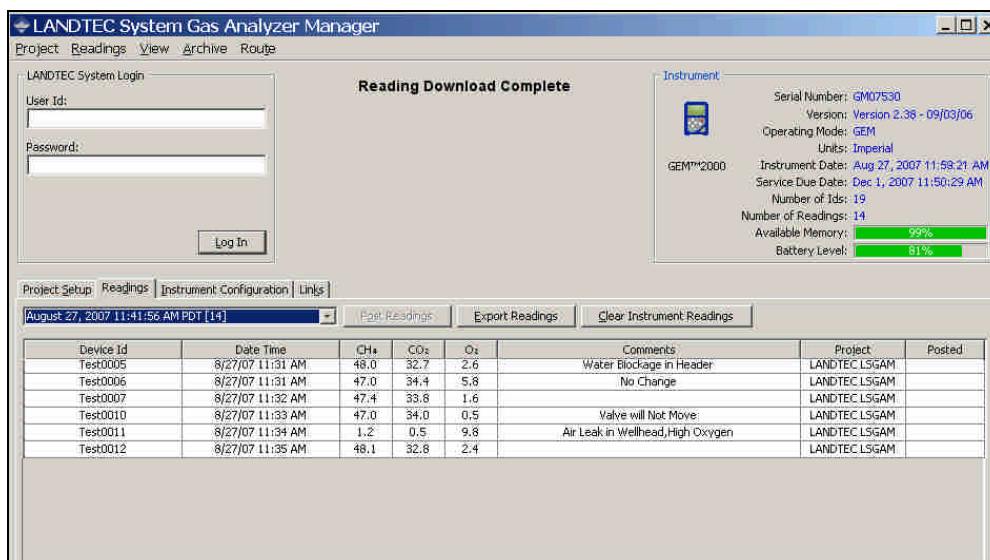 LANDTEC System Gas Analyzer Manager
Project Readings View Archive Route
LANDTEC System Login
User Id:
Password:
Log In
Reading Download Complete
Instrument
GEM™2000
Serial Number: GM07530
Version: Version 2.38 - 09/03/06
Operating Mode: GEM
Units: Imperial
Instrument Date: Aug 27, 2007 11:59:21 AM
Service Due Date: Dec 1, 2007 11:50:29 AM
Number of Ids: 19
Number of Readings: 14
Available Memory: 99%
Battery Level: 81%
Project Setup Readings Instrument Configuration Links
August 27, 2007 11:41:56 AM PDT [14] Post Readings Export Readings Clear Instrument Readings
Device Id Date Time CH₄ CO₂ O₂ Comments Project Posted
Test0005 8/27/07 11:31 AM 48.0 32.7 2.6 Water Blockage in Header LANDTEC LSGAM
Test0006 8/27/07 11:31 AM 47.0 34.4 5.8 No Change LANDTEC LSGAM
Test0007 8/27/07 11:32 AM 47.4 33.8 1.6 LANDTEC LSGAM
Test0010 8/27/07 11:33 AM 47.0 34.0 0.5 Valve will Not Move LANDTEC LSGAM
Test0011 8/27/07 11:34 AM 1.2 0.5 9.8 Air Leak in Wellhead,High Oxygen LANDTEC LSGAM
Test0012 8/27/07 11:35 AM 48.1 32.8 2.4 LANDTEC LSGAM